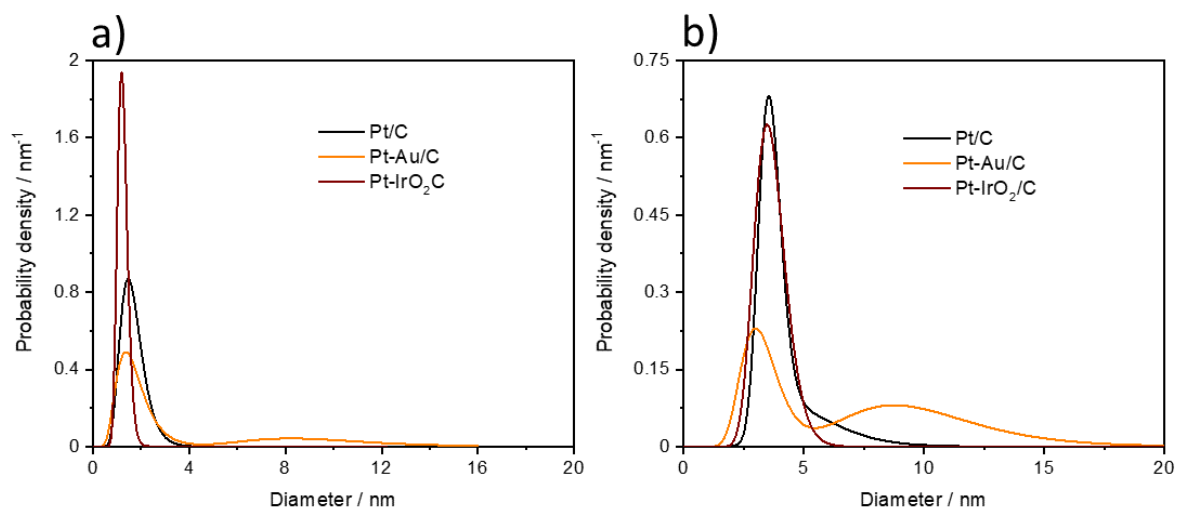 a)
Probability density / nm⁻¹
2
1.6
1.2
0.8
0.4
0
0 4 8 12 16 20
Diameter / nm
Pt/C
Pt-Au/C
Pt-IrO₂C
b)
Probability density / nm⁻¹
0.75
0.6
0.45
0.3
0.15
0
0 5 10 15 20
Diameter / nm
Pt/C
Pt-Au/C
Pt-IrO₂/C